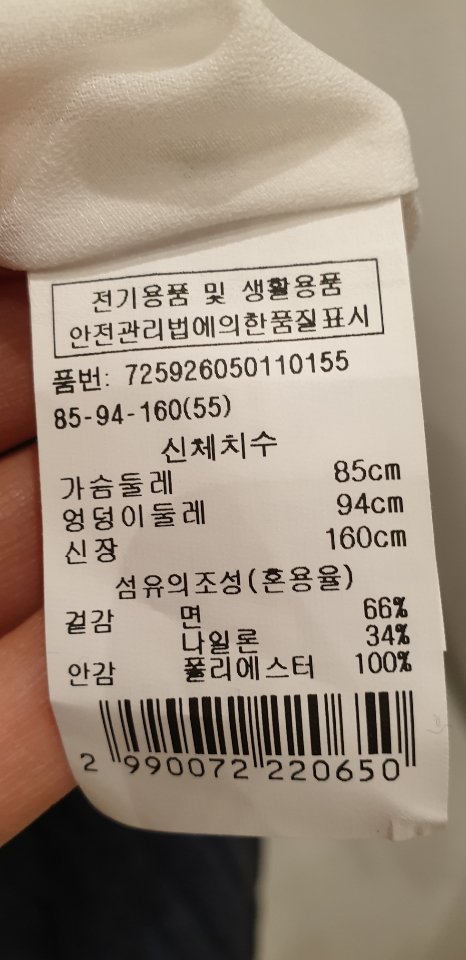 전기용품 및 생활용품
안전관리법에의한품질표시
품번: 725926050110155
85-94-160(55)
신체치수
가슴둘레 85cm
엉덩이둘레 94cm
신장 160cm
섬유의조성(혼용율)
겉감 면 66%
나일론 34%
안감 폴리에스터 100%
2 990072 220650